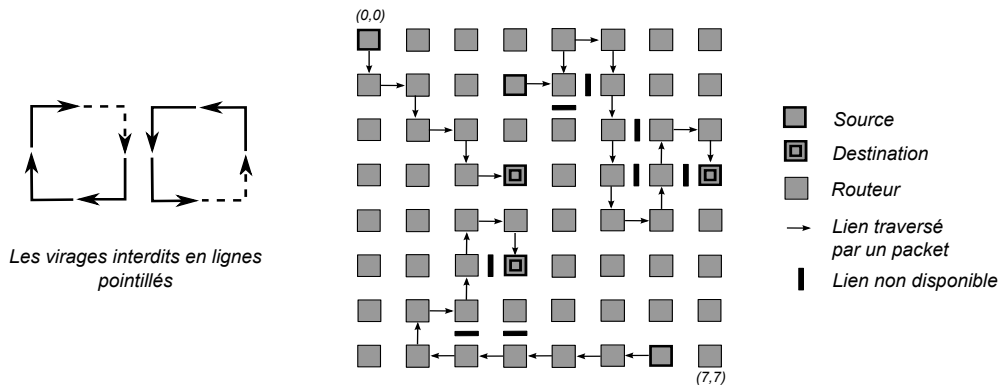 (0,0)
Les virages interdits en lignes
pointillés
Source
Destination
Routeur
Lien traversé
par un packet
Lien non disponible
(7,7)